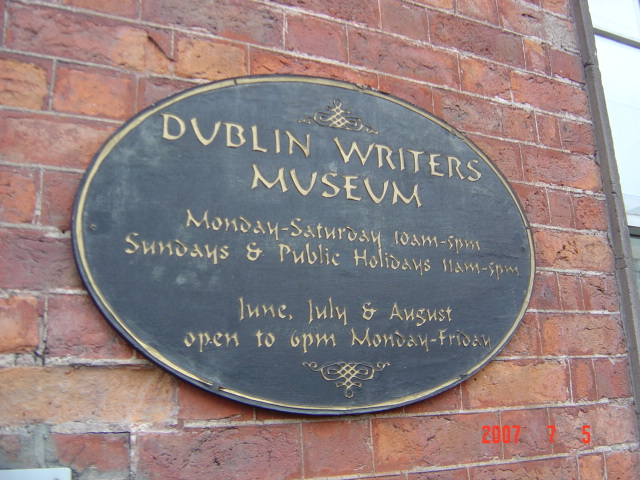 DUBLIN WRITERS
MUSEUM
Monday-Saturday 10am-5pm
Sundays & Public Holidays 11am-5pm
June, July & August
open to 6pm Monday-Friday
2007 7 5